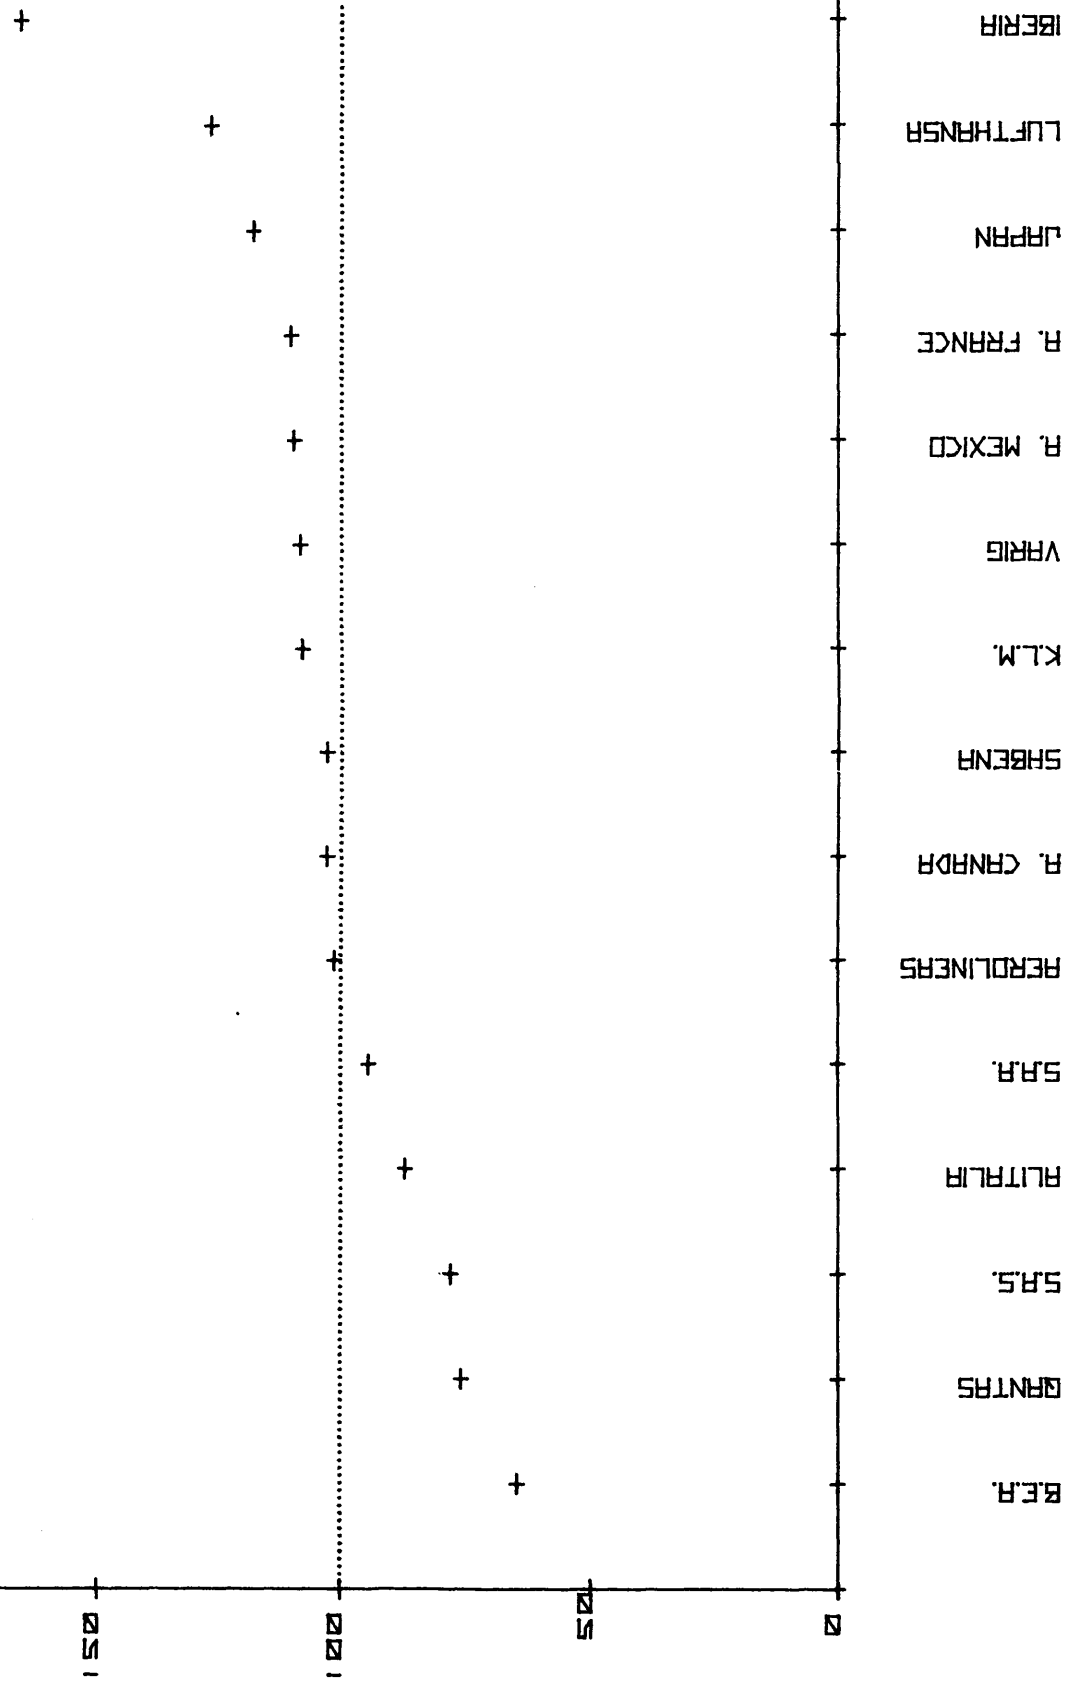 IBERIA
LUFTHANSA
JAPAN
A. FRANCE
A. MEXICO
VARIG
K.L.M.
SABENA
A. CANADA
AEROLINEAS
S.A.A.
ALITALIA
S.A.S.
QANTAS
B.E.A.
150
100
50
0